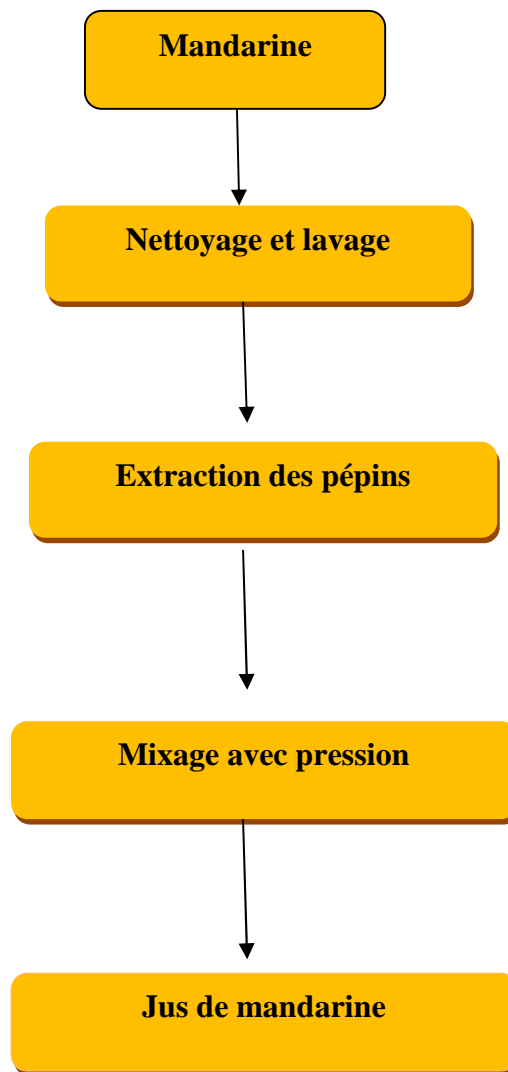 Mandarine
Nettoyage et lavage
Extraction des pépins
Mixage avec pression
Jus de mandarine